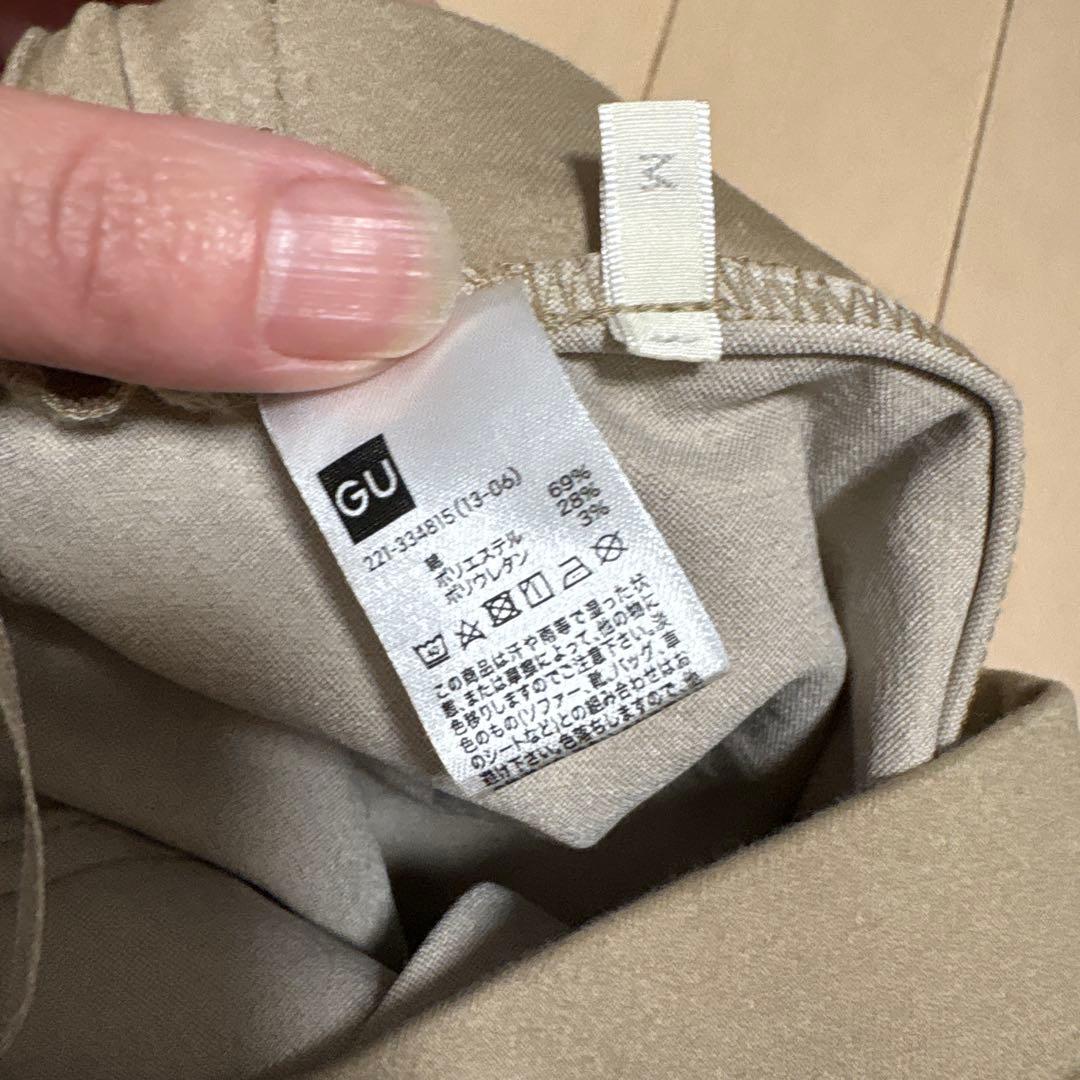 M
GU
221-334815(13-06)
綿 69%
ポリエステル 28%
ポリウレタン 3%
この商品は汗や雨等で湿った状
態、または摩擦によって、他の物に
色移りしますのでご注意下さい。淡
色のもの(ソファー、靴、バッグ、車
のシートなど)との組み合わせはお
避け下さい。色落ちしますので、他